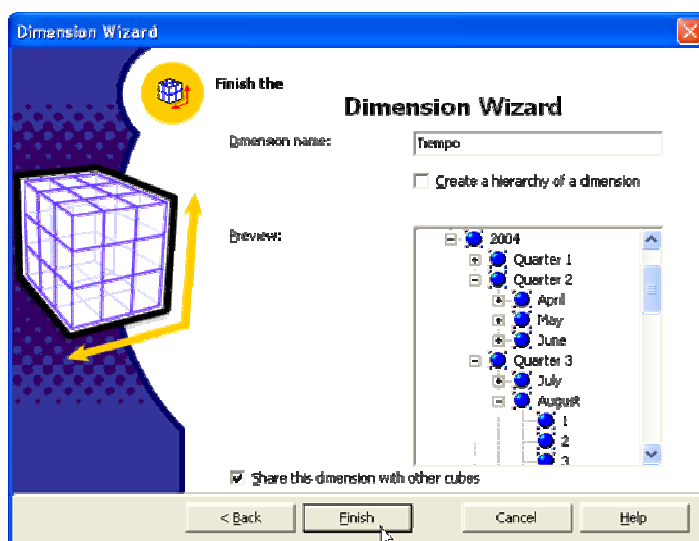 Dimension Wizard
Finish the
Dimension Wizard
Dimension name:
Tiempo
Create a hierarchy of a dimension
Preview:
2004
Quarter 1
Quarter 2
April
May
June
Quarter 3
July
August
1
2
3
Share this dimension with other cubes
< Back
Finish
Cancel
Help